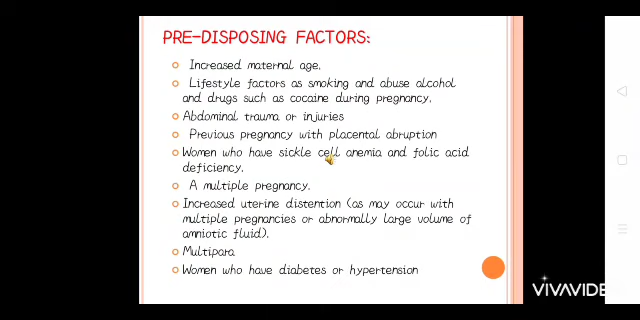 PRE-DISPOSING FACTORS:
Increased maternal age.
Lifestyle factors as smoking and abuse alcohol
and drugs such as cocaine during pregnancy.
Abdominal trauma or injuries
Previous pregnancy with placental abruption
Women who have sickle cell anemia and folic acid
deficiency.
A multiple pregnancy.
Increased uterine distention (as may occur with
multiple pregnancies or abnormally large volume of
amniotic fluid).
Multipara
Women who have diabetes or hypertension